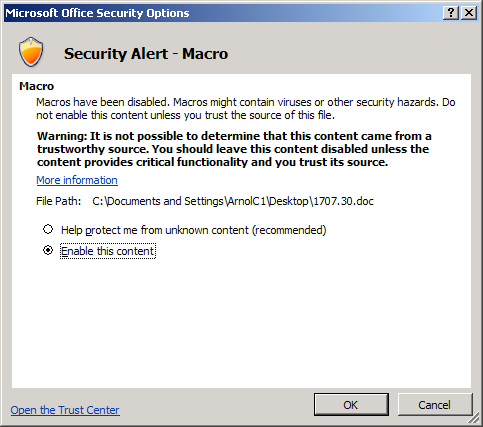 Microsoft Office Security Options
Security Alert - Macro
Macro
Macros have been disabled. Macros might contain viruses or other security hazards. Do
not enable this content unless you trust the source of this file.
Warning: It is not possible to determine that this content came from a
trustworthy source. You should leave this content disabled unless the
content provides critical functionality and you trust its source.
More information
File Path: C:\Documents and Settings\ArnolC1\Desktop\1707.30.doc
Help protect me from unknown content (recommended)
Enable this content
Open the Trust Center
OK
Cancel